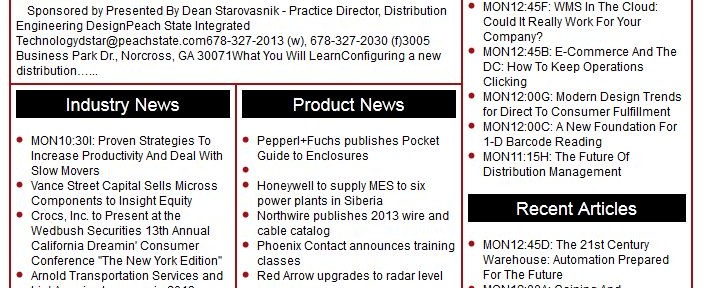 Sponsored by Presented By Dean Starovasnik - Practice Director, Distribution
Engineering DesignPeach State Integrated
Technologydstar@peachstate.com678-327-2013 (w), 678-327-2030 (f)3005
Business Park Dr., Norcross, GA 30071What You Will LearnConfiguring a new
distribution…...
Industry News
MON10:30I: Proven Strategies To
Increase Productivity And Deal With
Slow Movers
Vance Street Capital Sells Micross
Components to Insight Equity
Crocs, Inc. to Present at the
Wedbush Securities 13th Annual
California Dreamin' Consumer
Conference "The New York Edition"
Arnold Transportation Services and
Product News
Pepperl+Fuchs publishes Pocket
Guide to Enclosures
Honeywell to supply MES to six
power plants in Siberia
Northwire publishes 2013 wire and
cable catalog
Phoenix Contact announces training
classes
Red Arrow upgrades to radar level
MON12:45F: WMS In The Cloud:
Could It Really Work For Your
Company?
MON12:45B: E-Commerce And The
DC: How To Keep Operations
Clicking
MON12:00G: Modern Design Trends
for Direct To Consumer Fulfillment
MON12:00C: A New Foundation For
1-D Barcode Reading
MON11:15H: The Future Of
Distribution Management
Recent Articles
MON12:45D: The 21st Century
Warehouse: Automation Prepared
For The Future